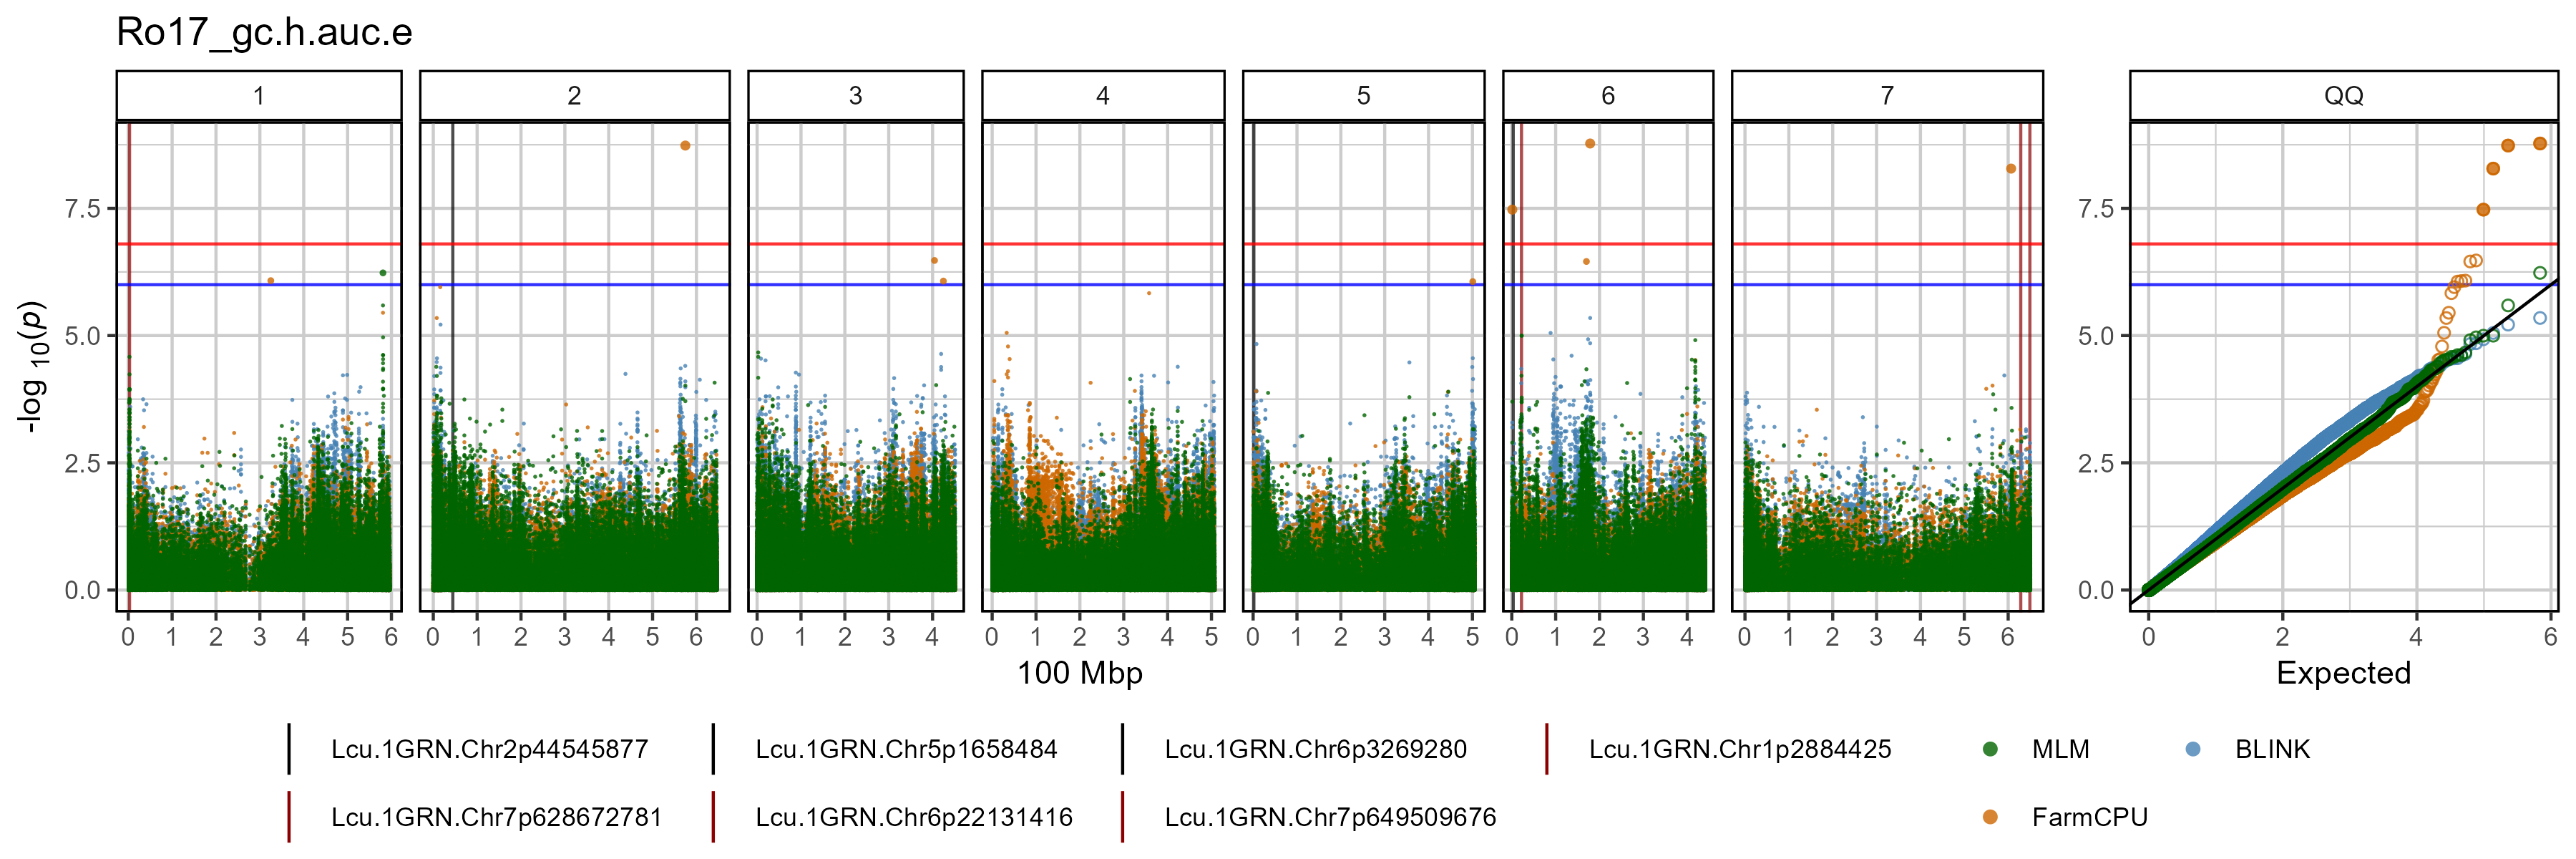 Ro17_gc.h.auc.e
1 2 3 4 5 6 7 QQ
7.5 7.5
5.0 5.0
2.5 2.5
0.0 0.0
-log 10(p)
0 1 2 3 4 5 6 0 1 2 3 4 5 6 0 1 2 3 4 0 1 2 3 4 5 0 1 2 3 4 5 0 1 2 3 4 0 1 2 3 4 5 6 0 2 4 6
100 Mbp Expected
Lcu.1GRN.Chr2p44545877 Lcu.1GRN.Chr5p1658484 Lcu.1GRN.Chr6p3269280 Lcu.1GRN.Chr1p2884425 MLM BLINK
Lcu.1GRN.Chr7p628672781 Lcu.1GRN.Chr6p22131416 Lcu.1GRN.Chr7p649509676 FarmCPU